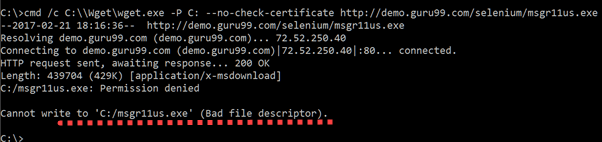 C:\>cmd /c C:\\Wget\wget.exe -P C: --no-check-certificate http://demo.guru99.com/selenium/msgr11us.exe
--2017-02-21 18:16:36--  http://demo.guru99.com/selenium/msgr11us.exe
Resolving demo.guru99.com (demo.guru99.com)... 72.52.250.40
Connecting to demo.guru99.com (demo.guru99.com)|72.52.250.40|:80... connected.
HTTP request sent, awaiting response... 200 OK
Length: 439704 (429K) [application/x-msdownload]
C:/msgr11us.exe: Permission denied
Cannot write to 'C:/msgr11us.exe' (Bad file descriptor).
C:\>